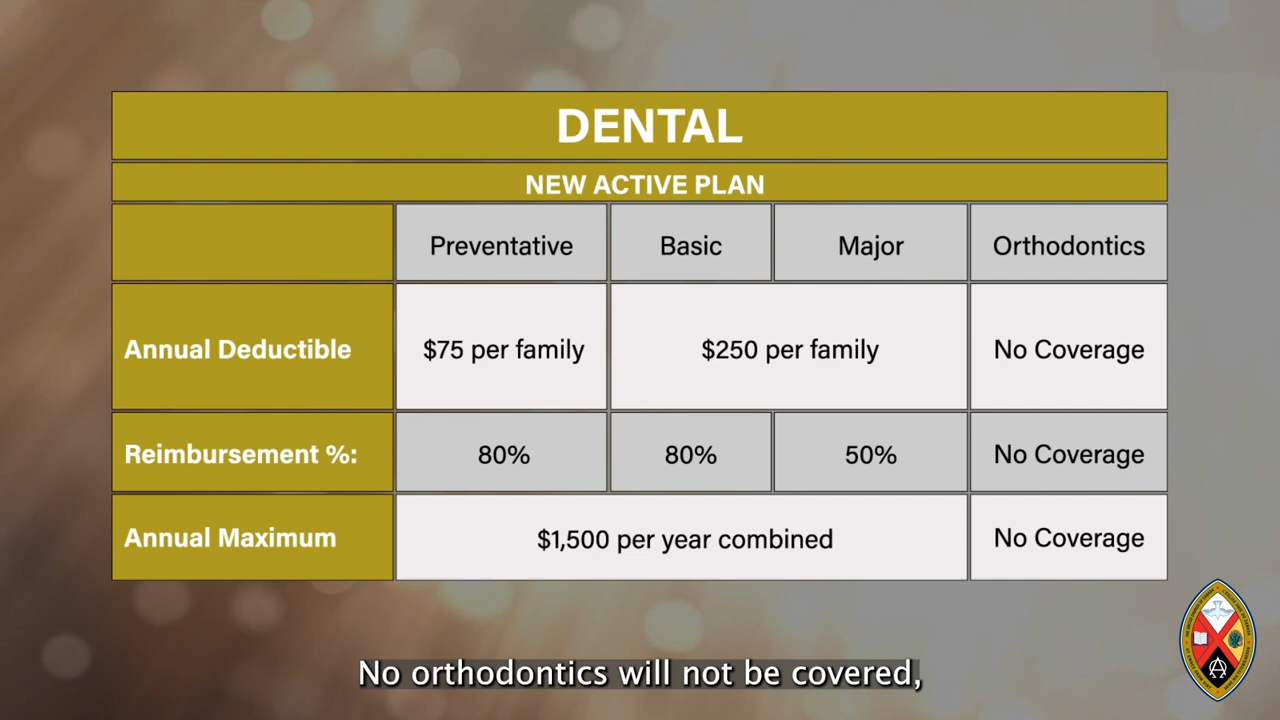 DENTAL
NEW ACTIVE PLAN
Preventative Basic Major Orthodontics
Annual Deductible $75 per family $250 per family No Coverage
Reimbursement %: 80% 80% 50% No Coverage
Annual Maximum $1,500 per year combined No Coverage
No orthodontics will not be covered,